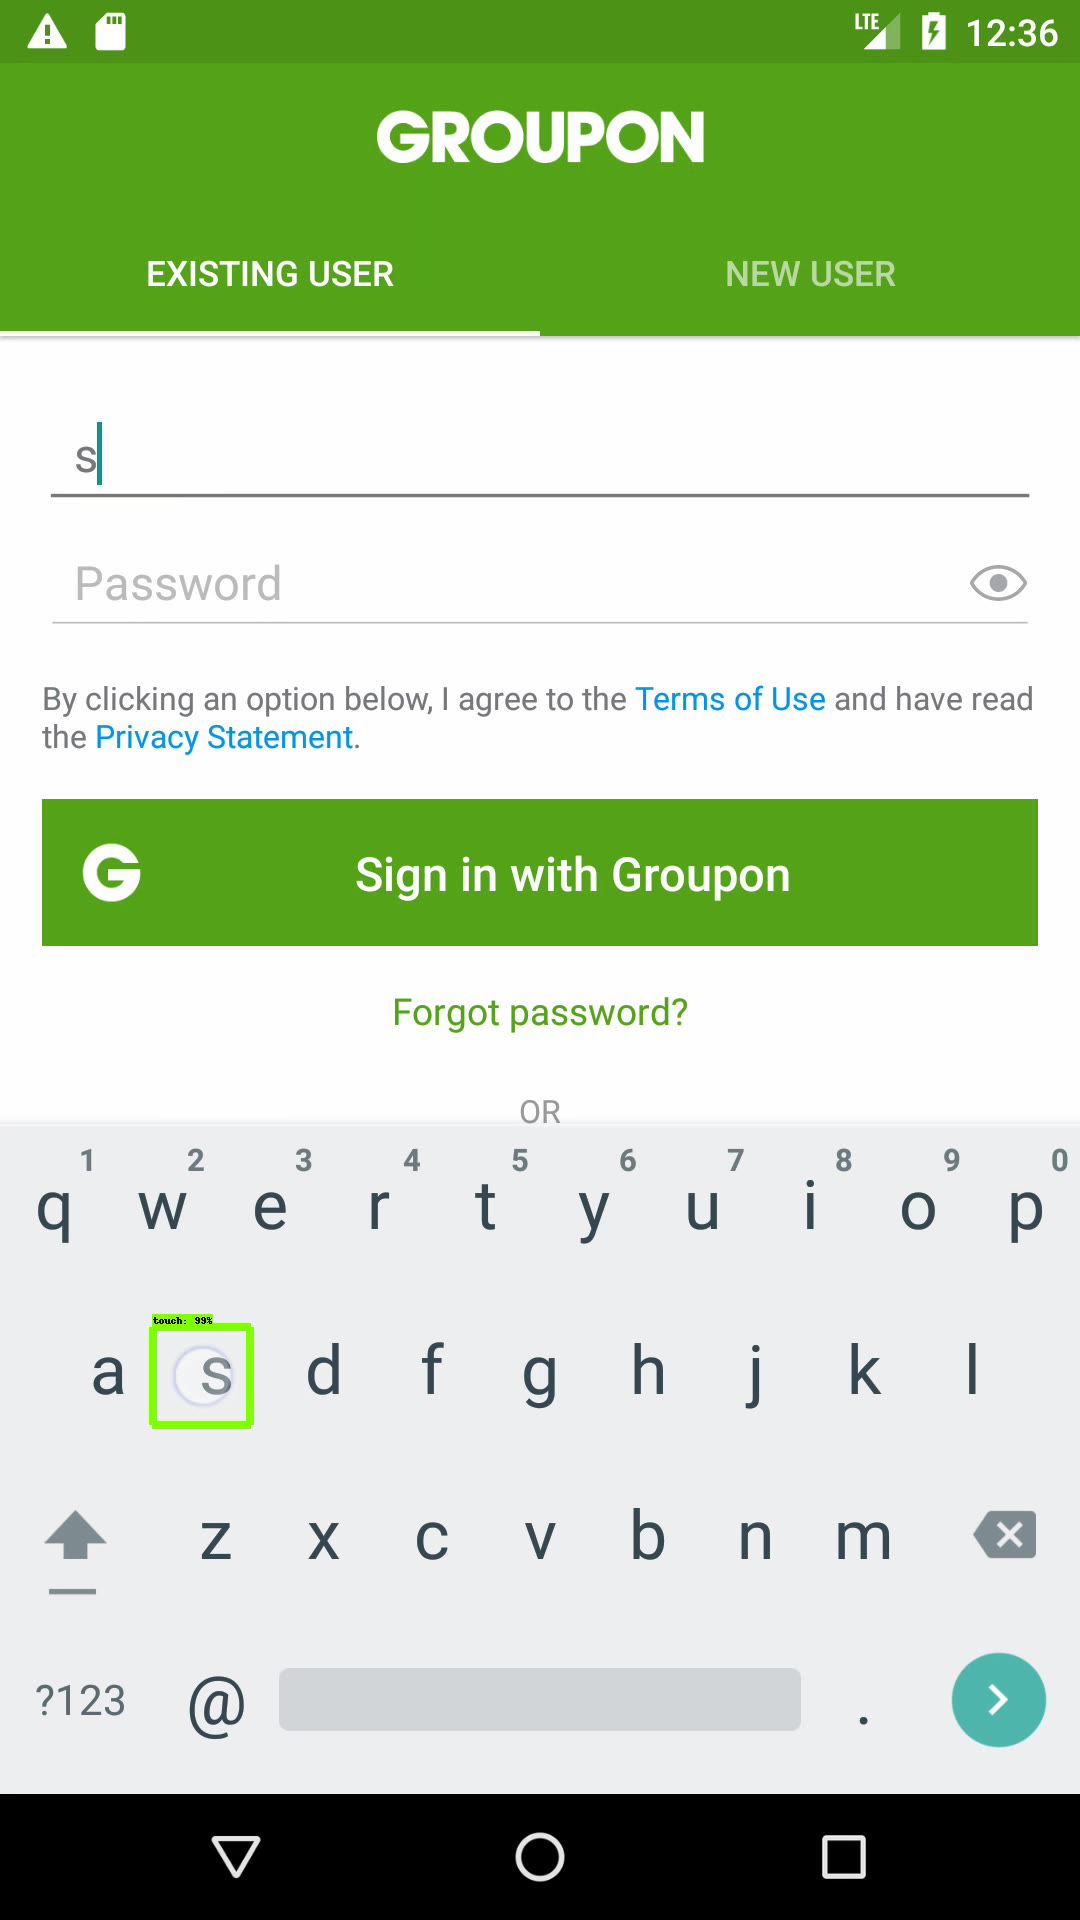 LTE 12:36
GROUPON
EXISTING USER NEW USER
s
Password
By clicking an option below, I agree to the Terms of Use and have read
the Privacy Statement.
G Sign in with Groupon
Forgot password?
OR
1 2 3 4 5 6 7 8 9 0
q w e r t y u i o p
touch: 99%
a s d f g h j k l
z x c v b n m
?123 @ .